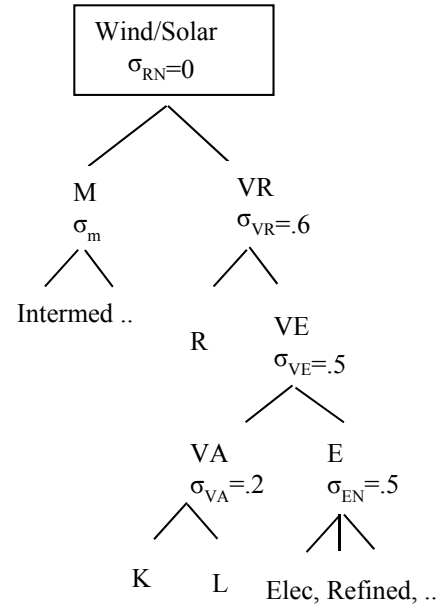 Wind/Solar
σRN=0
M VR
σm σVR=.6
Intermed ..
R VE
σVE=.5
VA E
σVA=.2 σEN=.5
K L Elec, Refined, ..